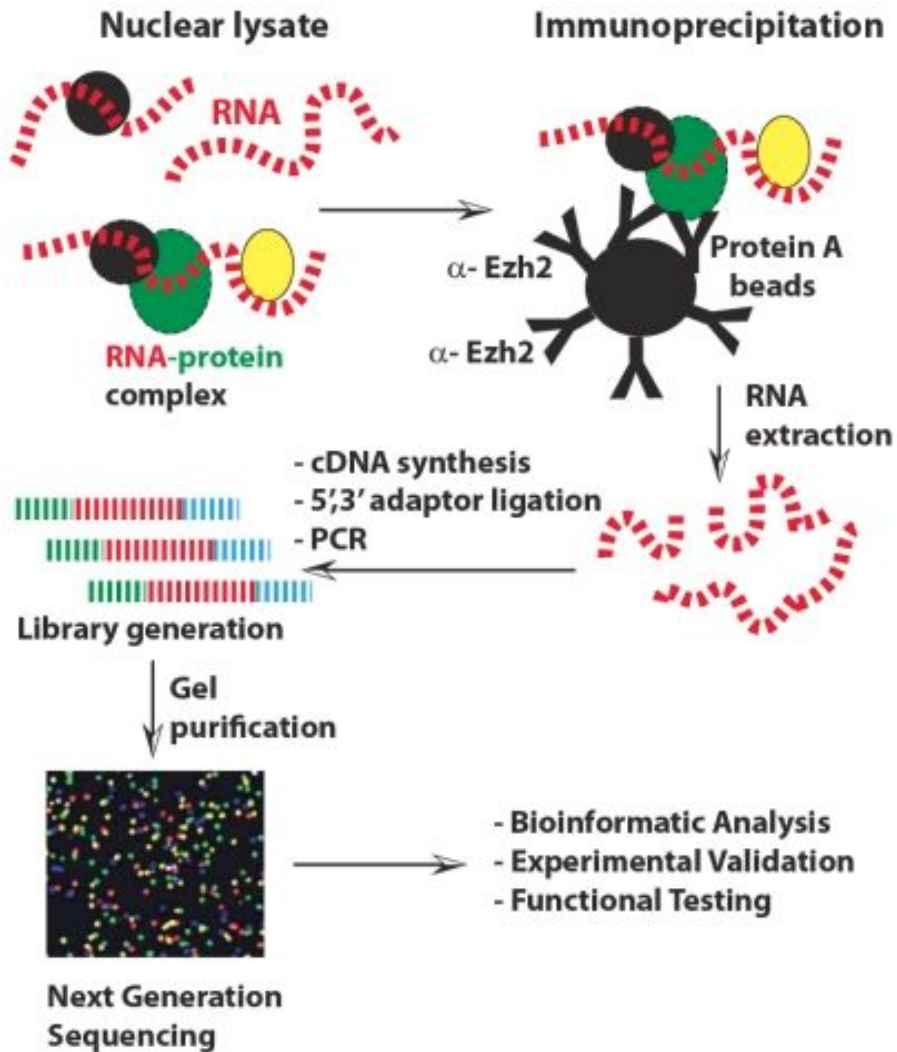 Nuclear lysate
Immunoprecipitation
RNA
RNA-protein
complex
α- Ezh2
α- Ezh2
Protein A
beads
RNA
extraction
- cDNA synthesis
- 5',3' adaptor ligation
- PCR
Library generation
Gel
purification
Next Generation
Sequencing
- Bioinformatic Analysis
- Experimental Validation
- Functional Testing